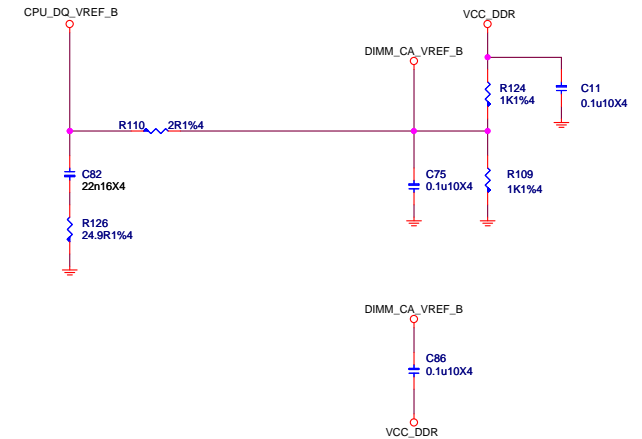 CPU_DQ_VREF_B
VCC_DDR
DIMM_CA_VREF_B
R124
1K1%4
C11
0.1u10X4
R110
2R1%4
C82
22n16X4
C75
0.1u10X4
R109
1K1%4
R126
24.9R1%4
DIMM_CA_VREF_B
C86
0.1u10X4
VCC_DDR